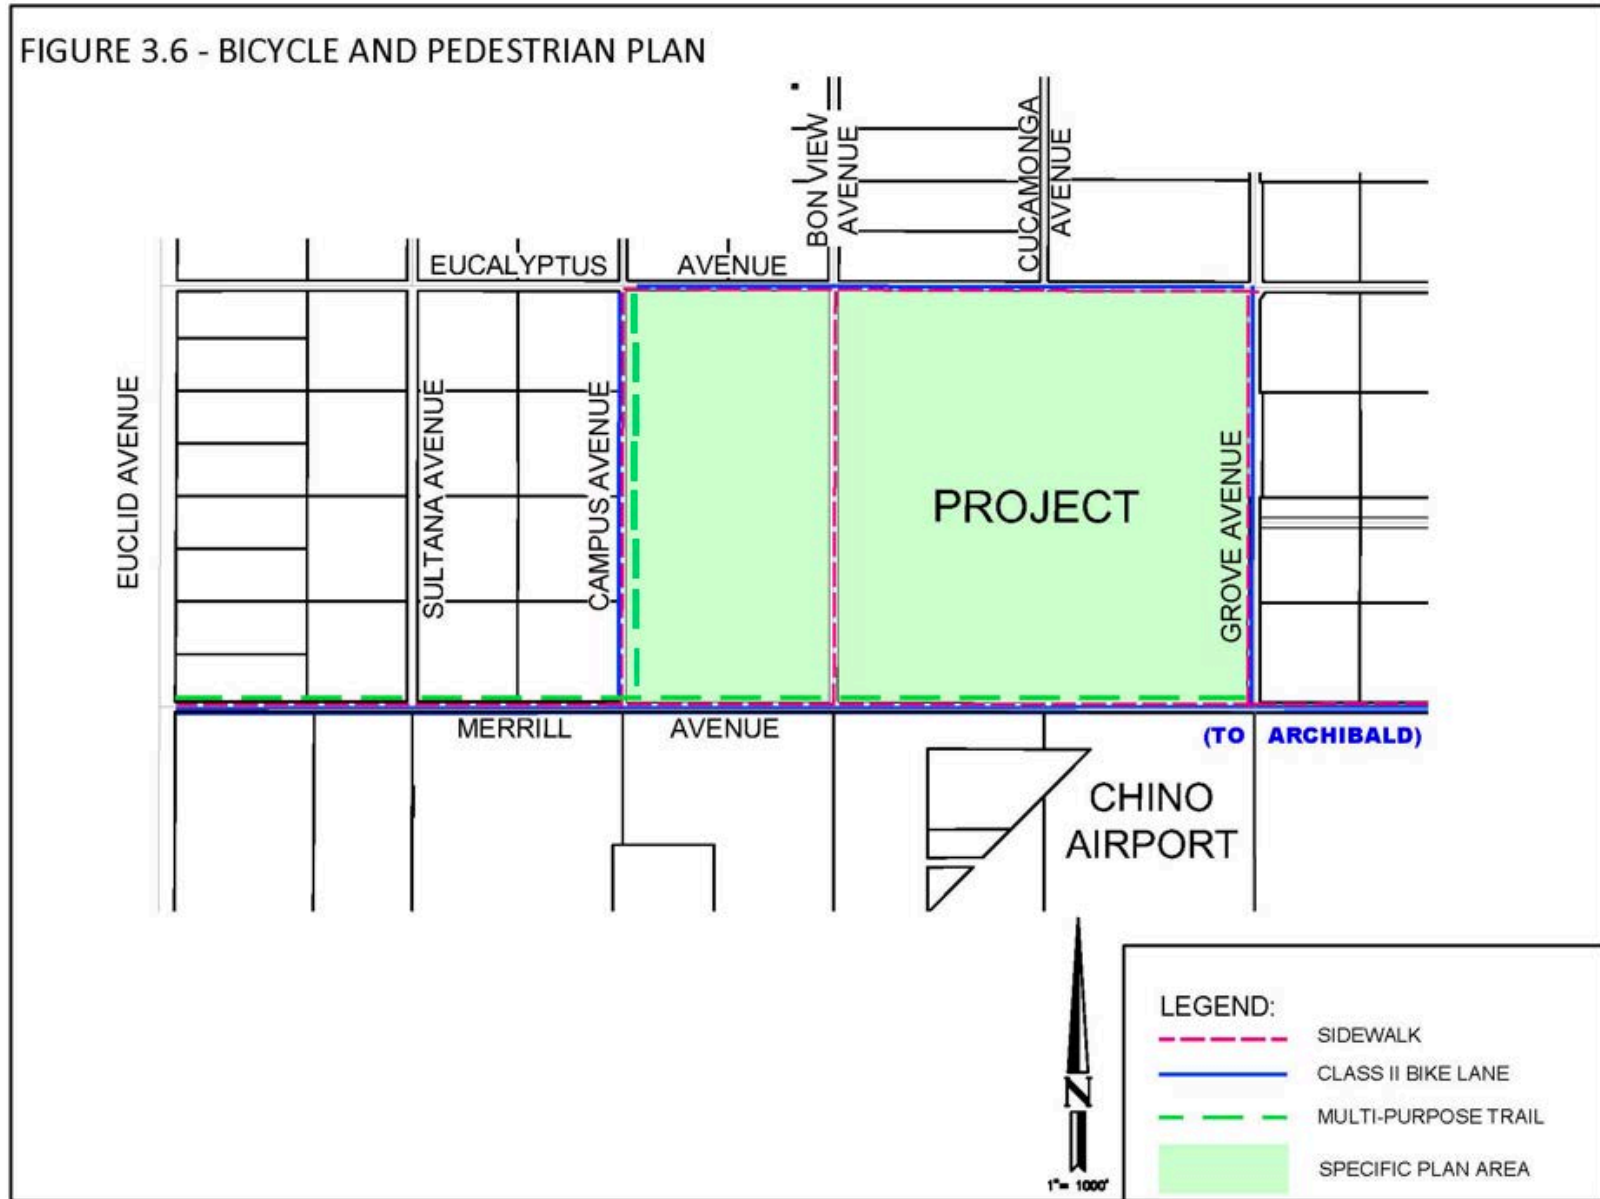 FIGURE 3.6 - BICYCLE AND PEDESTRIAN PLAN
BON VIEW
AVENUE
CUCAMONGA
AVENUE
EUCALYPTUS AVENUE
EUCLID AVENUE
SULTANA AVENUE
CAMPUS AVENUE
PROJECT
GROVE AVENUE
MERRILL AVENUE
(TO ARCHIBALD)
CHINO
AIRPORT
N
1"= 1000'
LEGEND:
SIDEWALK
CLASS II BIKE LANE
MULTI-PURPOSE TRAIL
SPECIFIC PLAN AREA